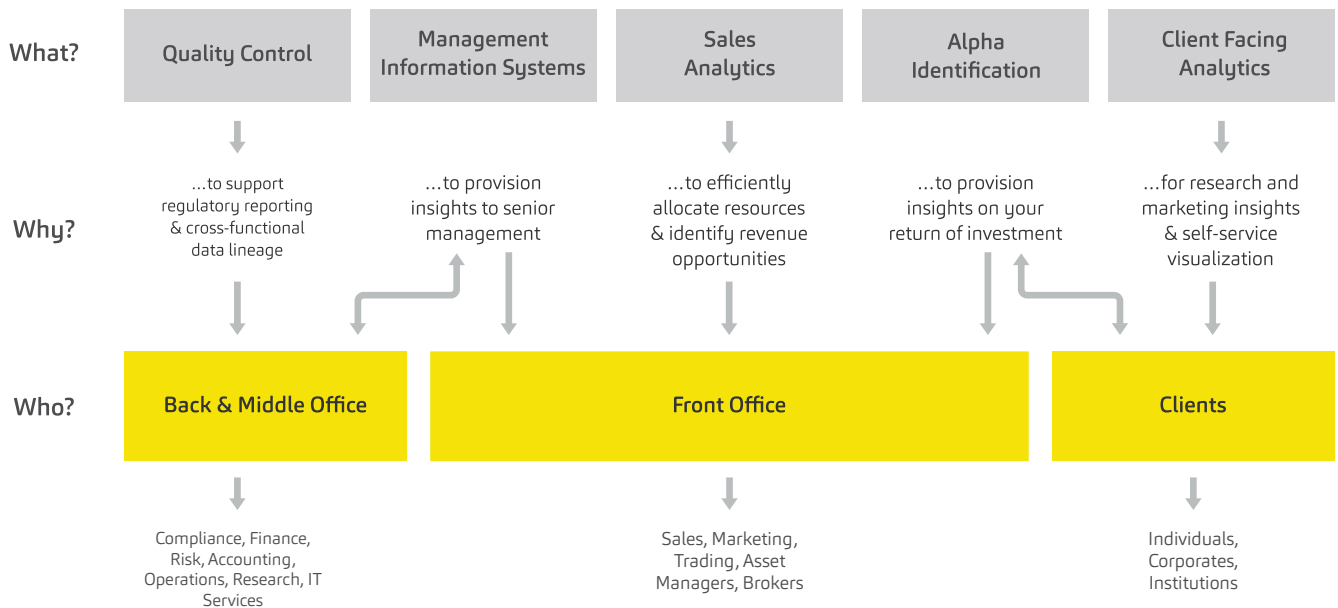 What?
Quality Control
Management
Information Systems
Sales
Analytics
Alpha
Identification
Client Facing
Analytics
Why?
...to support
regulatory reporting
& cross-functional
data lineage
...to provision
insights to senior
management
...to efficiently
allocate resources
& identify revenue
opportunities
...to provision
insights on your
return of investment
...for research and
marketing insights
& self-service
visualization
Who?
Back & Middle Office
Front Office
Clients
Compliance, Finance,
Risk, Accounting,
Operations, Research, IT
Services
Sales, Marketing,
Trading, Asset
Managers, Brokers
Individuals,
Corporates,
Institutions